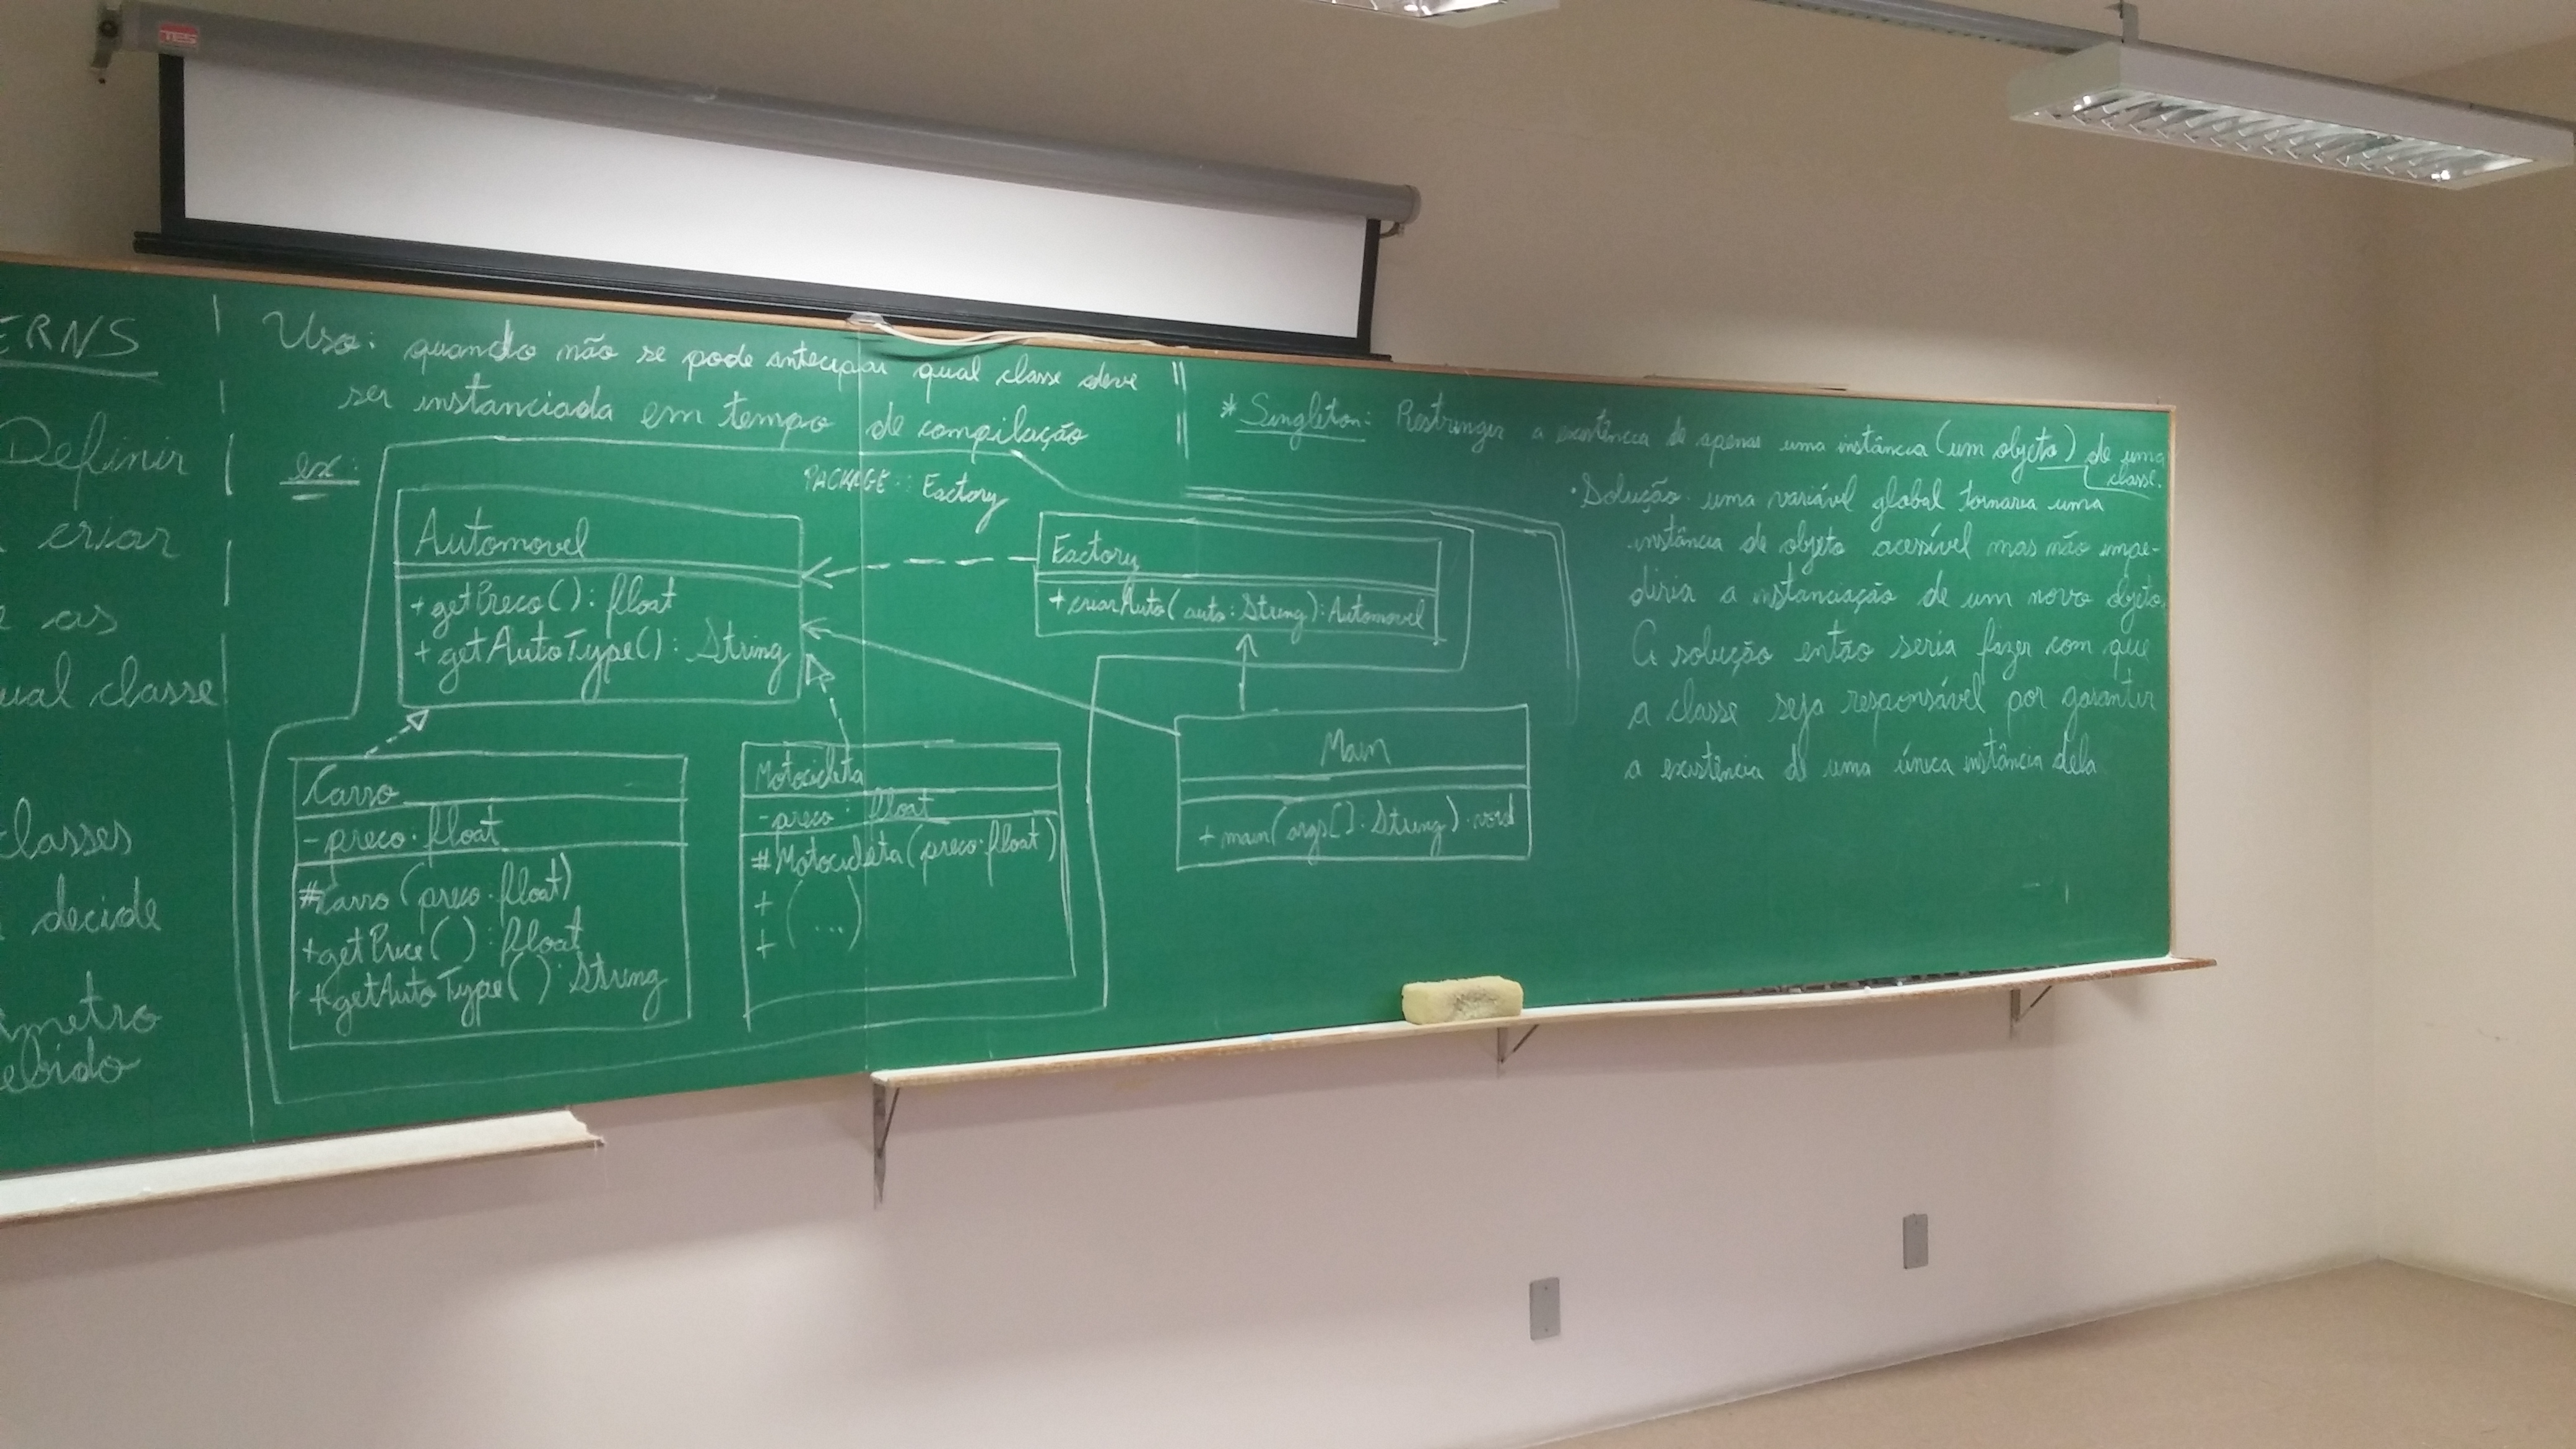 TES
ERNS
Definir
criar
e as
ual classe
classes
decide
metro
ebido
Uso: quando não se pode antecipar qual classe deve
ser instanciada em tempo de compilação
ex:
PACKAGE: Factory
Automovel
+ getPreco(): float
+ getAutoType(): String
Carro
- preco: float
# Carro (preco: float)
+ getPrice(): float
+ getAutoType(): String
Motocicleta
- preco: float
# Motocicleta (preco: float)
+ (...)
+
Factory
+ criarAuto(auto: String): Automovel
Main
+ main(args[]: String): void
* Singleton: Restringir a existência de apenas uma instância (um objeto) de uma
classe.
• Solução: uma variável global tornaria uma
instância de objeto acessível mas não impe-
diria a instanciação de um novo objeto.
A solução então seria fazer com que
a classe seja responsável por garantir
a existência de uma única instância dela